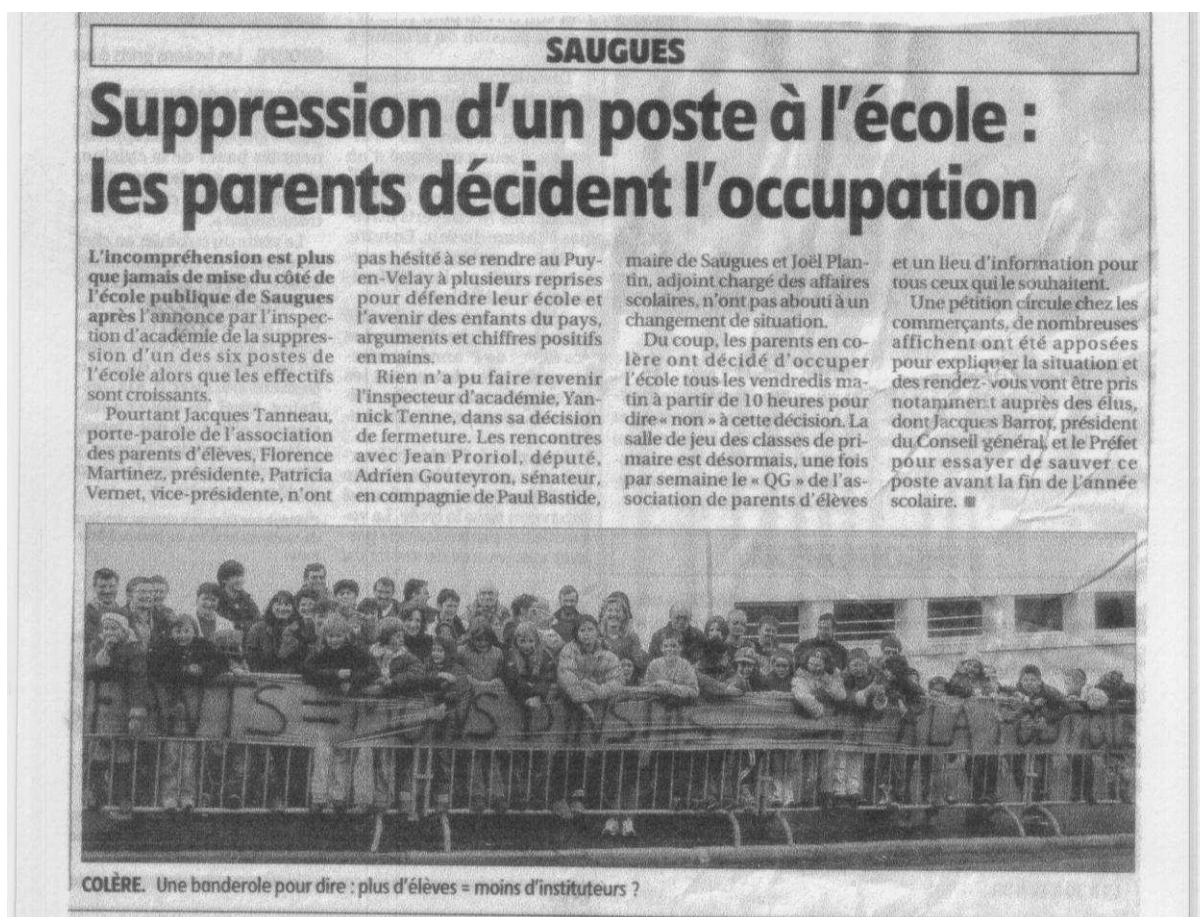 SAUGUES
Suppression d'un poste à l'école :
les parents décident l'occupation
L'incompréhension est plus
que jamais de mise du côté de
l'école publique de Saugues
après l'annonce par l'inspec-
tion d'académie de la suppres-
sion d'un des six postes de
l'école alors que les effectifs
sont croissants.
Pourtant Jacques Tanneau,
porte-parole de l'association
des parents d'élèves, Florence
Martinez, présidente, Patricia
Vernet, vice-présidente, n'ont
pas hésité à se rendre au Puy-
en-Velay à plusieurs reprises
pour défendre leur école et
l'avenir des enfants du pays,
arguments et chiffres positifs
en mains.
Rien n'a pu faire revenir
l'inspecteur d'académie, Yan-
nick Tenne, dans sa décision
de fermeture. Les rencontres
avec Jean Proriol, député,
Adrien Gouteyron, sénateur,
en compagnie de Paul Bastide,
maire de Saugues et Joël Plan-
tin, adjoint chargé des affaires
scolaires, n'ont pas abouti à un
changement de situation.
Du coup, les parents en co-
lère ont décidé d'occuper
l'école tous les vendredis ma-
tin à partir de 10 heures pour
dire « non » à cette décision. La
salle de jeu des classes de pri-
maire est désormais, une fois
par semaine le « QG » de l'as-
sociation de parents d'élèves
et un lieu d'information pour
tous ceux qui le souhaitent.
Une pétition circule chez les
commerçants, de nombreuses
affichent ont été apposées
pour expliquer la situation et
des rendez-vous vont être pris
notamment auprès des élus,
dont Jacques Barrot, président
du Conseil général, et le Préfet
pour essayer de sauver ce
poste avant la fin de l'année
scolaire.
FANTS = MOINS D'INSTITS A LA
COLÈRE. Une banderole pour dire : plus d'élèves = moins d'instituteurs ?